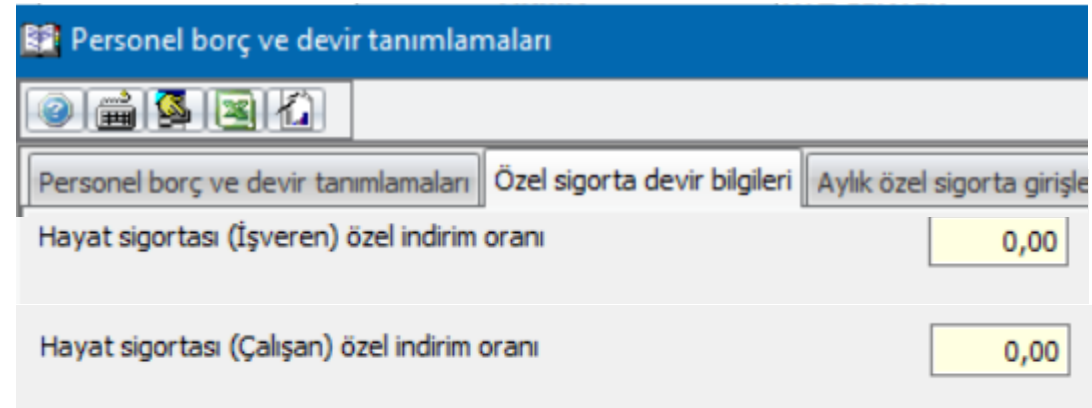 Personel borç ve devir tanımlamaları
Personel borç ve devir tanımlamaları Özel sigorta devir bilgileri Aylık özel sigorta girişle
Hayat sigortası (İşveren) özel indirim oranı 0,00
Hayat sigortası (Çalışan) özel indirim oranı 0,00